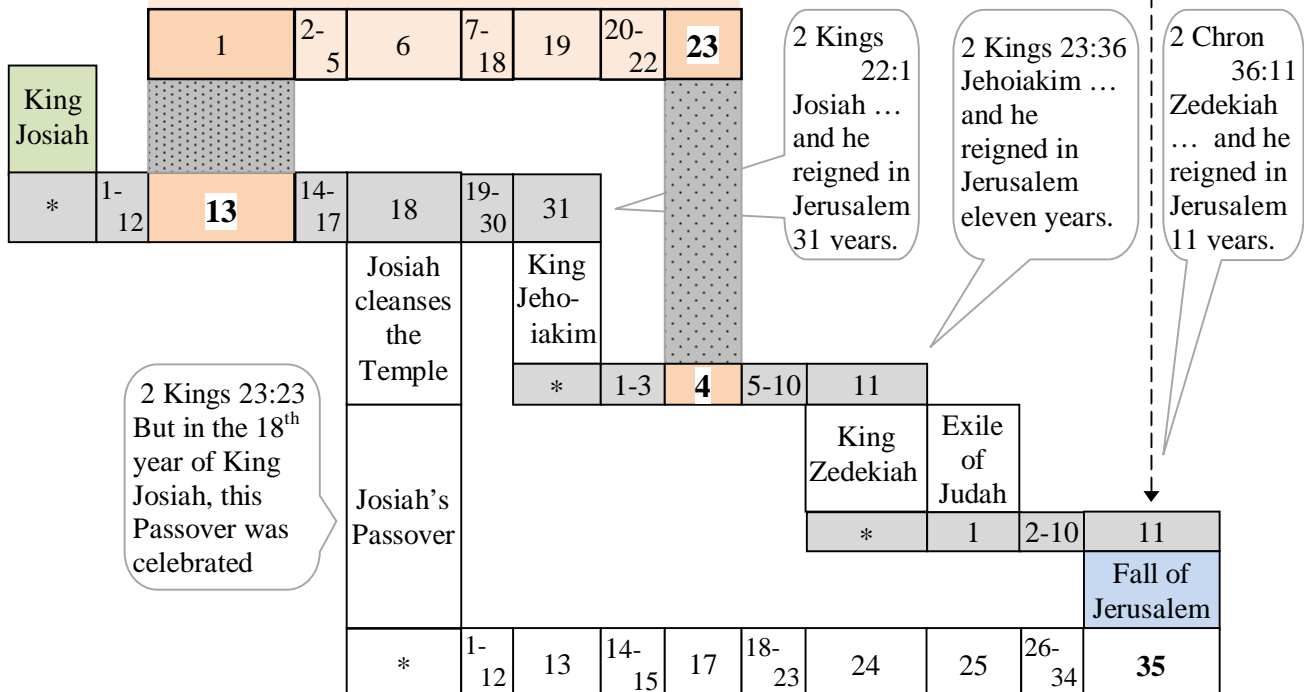 1 2-5 6 7-18 19 20-22 23
2 Kings
22:1
Josiah …
and he
reigned in
Jerusalem
31 years.
2 Kings 23:36
Jehoiakim …
and he
reigned in
Jerusalem
eleven years.
2 Chron
36:11
Zedekiah
… and he
reigned in
Jerusalem
11 years.
King
Josiah
* 1-12 13 14-17 18 19-30 31
Josiah
cleanses
the
Temple
King
Jeho-
iakim
* 1-3 4 5-10 11
2 Kings 23:23
But in the 18th
year of King
Josiah, this
Passover was
celebrated
Josiah’s
Passover
King
Zedekiah
Exile
of
Judah
* 1 2-10 11
Fall of
Jerusalem
* 1-12 13 14-15 17 18-23 24 25 26-34 35